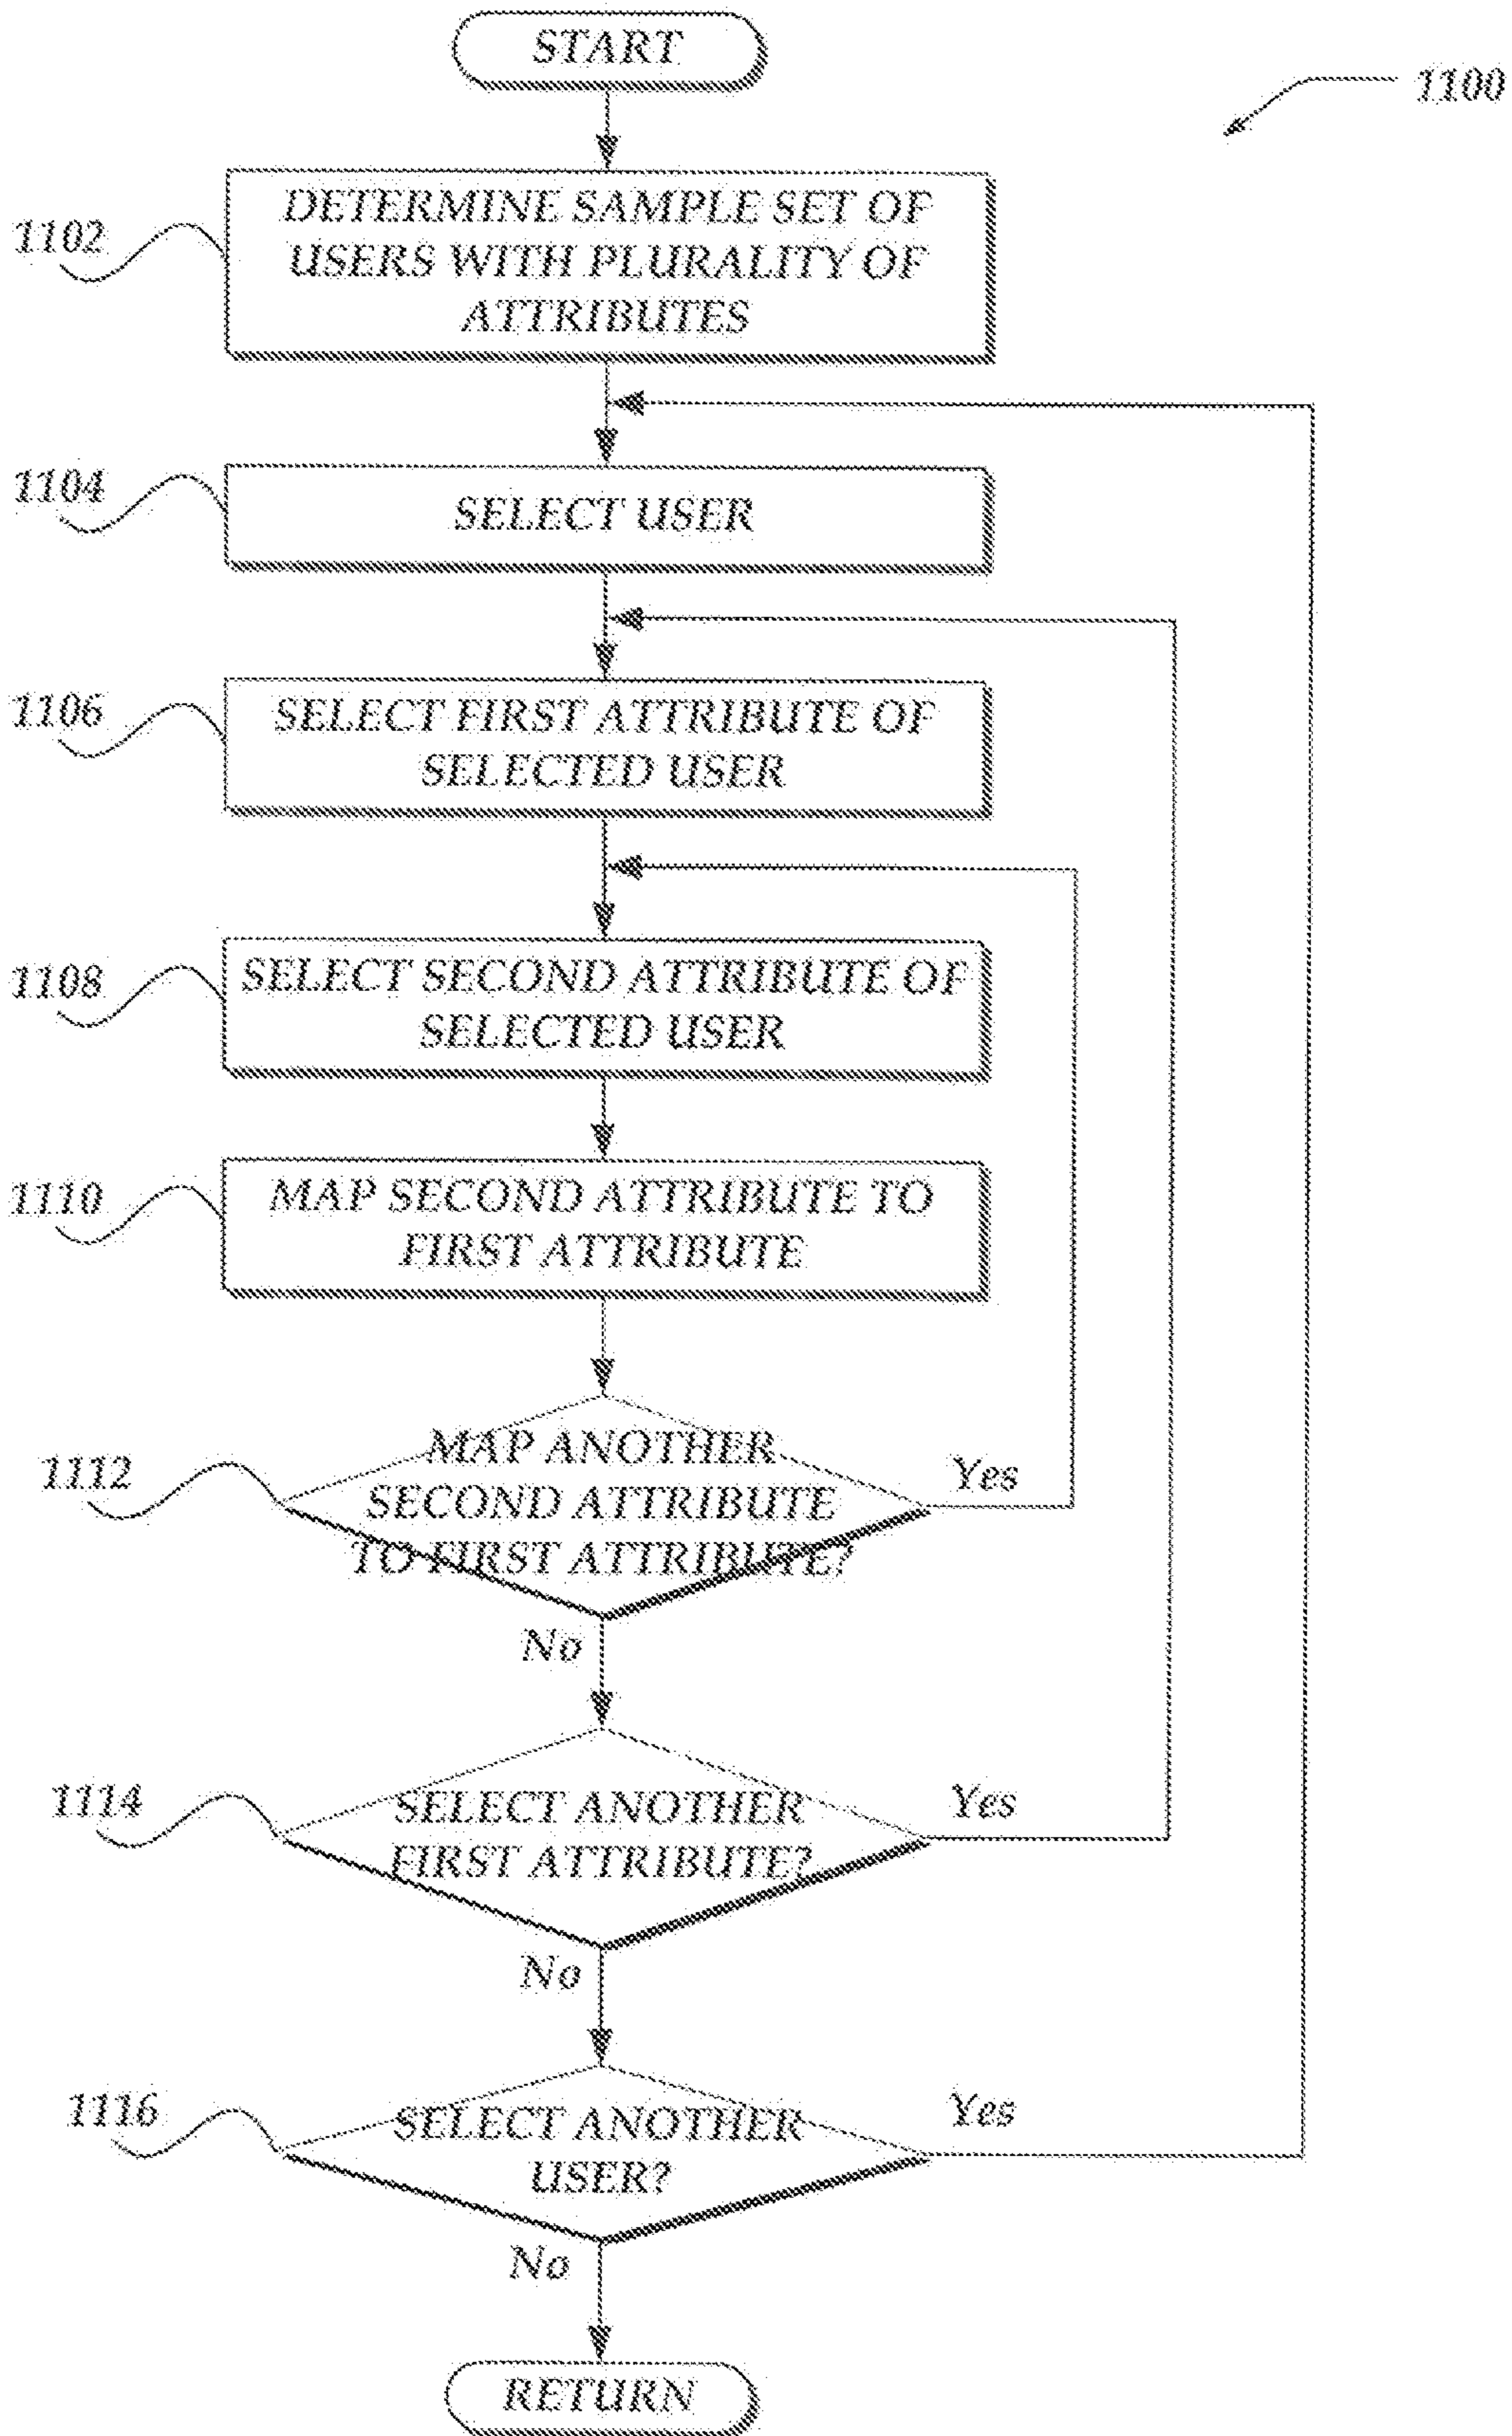 START
1100
1102
DETERMINE SAMPLE SET OF
USERS WITH PLURALITY OF
ATTRIBUTES
1104
SELECT USER
1106
SELECT FIRST ATTRIBUTE OF
SELECTED USER
1108
SELECT SECOND ATTRIBUTE OF
SELECTED USER
1110
MAP SECOND ATTRIBUTE TO
FIRST ATTRIBUTE
1112
MAP ANOTHER
SECOND ATTRIBUTE
TO FIRST ATTRIBUTE?
Yes
No
1114
SELECT ANOTHER
FIRST ATTRIBUTE?
Yes
No
1116
SELECT ANOTHER
USER?
Yes
No
RETURN